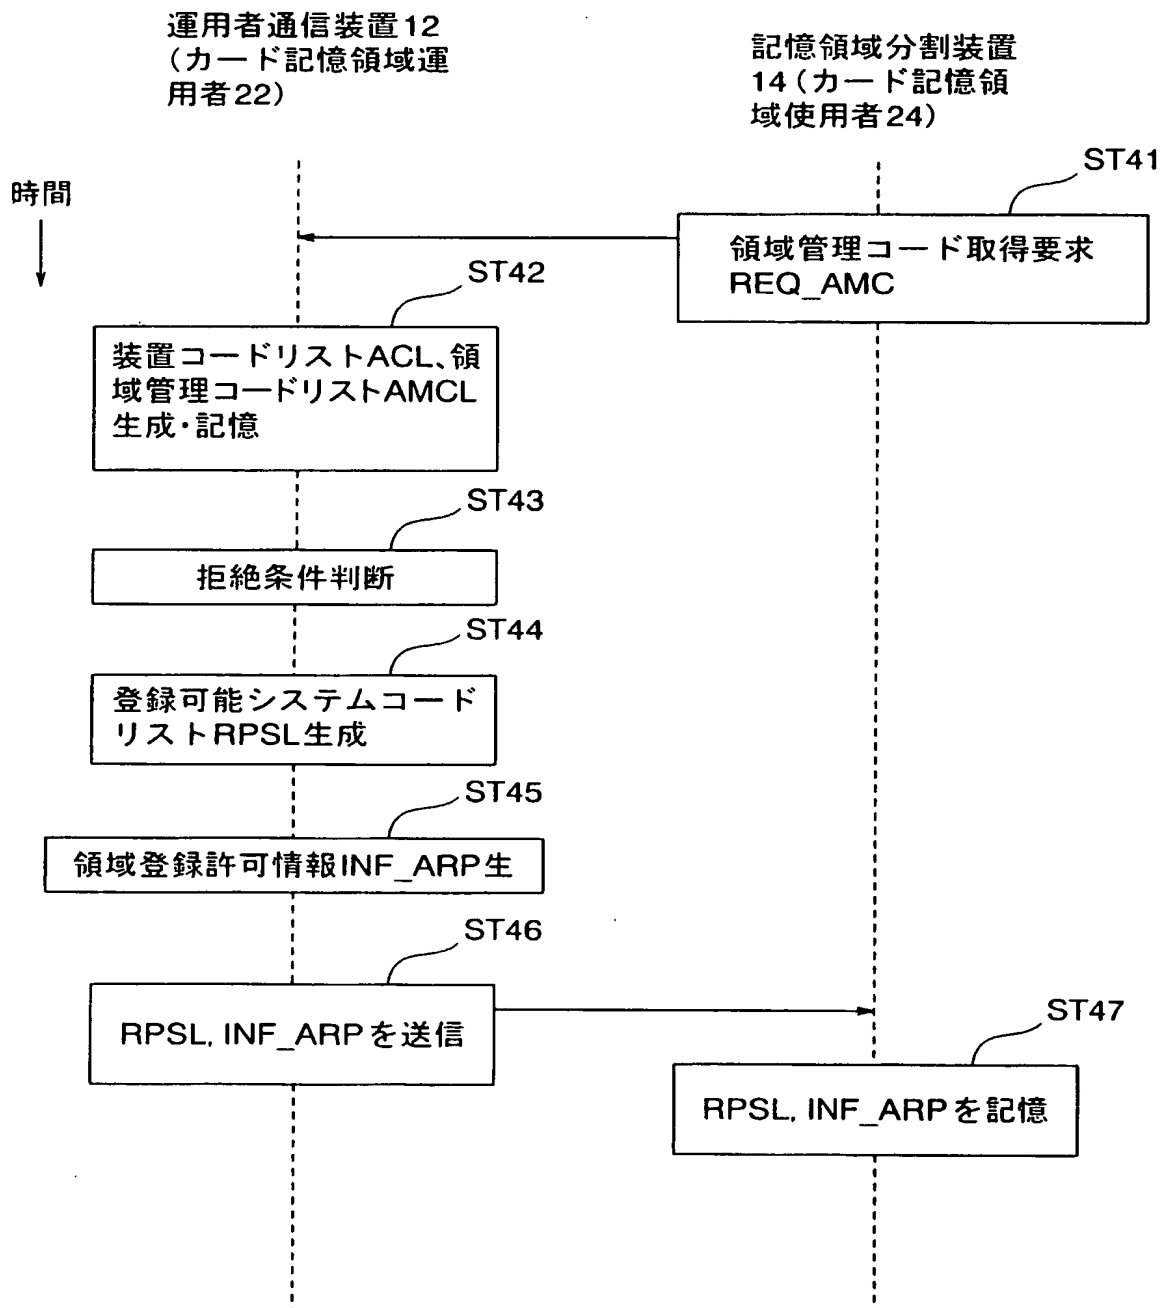 運用者通信装置12
(カード記憶領域運
用者22)
記憶領域分割装置
14(カード記憶領
域使用者24)
時間
ST41
領域管理コード取得要求
REQ_AMC
ST42
装置コードリストACL、領
域管理コードリストAMCL
生成・記憶
ST43
拒絶条件判断
ST44
登録可能システムコード
リストRPSL生成
ST45
領域登録許可情報INF_ARP生
ST46
RPSL, INF_ARPを送信
ST47
RPSL, INF_ARPを記憶